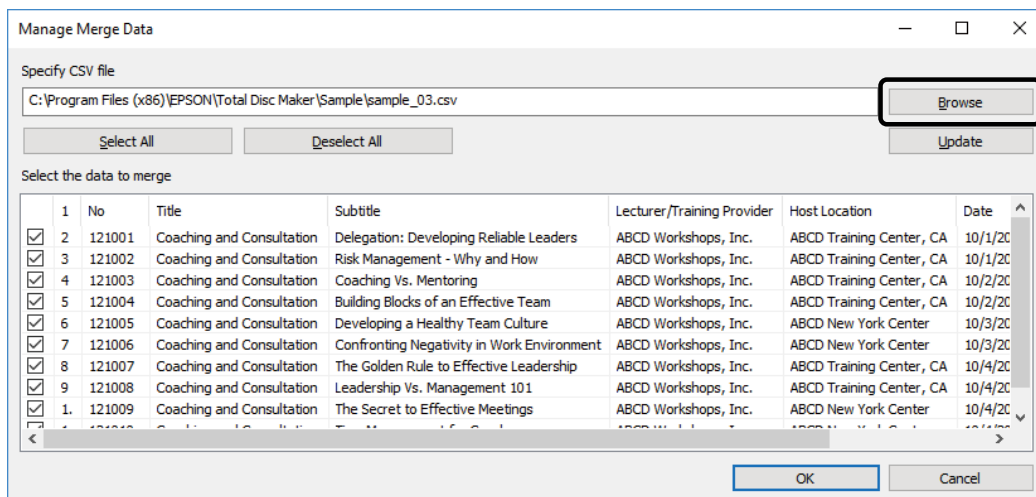 Manage Merge Data
Specify CSV file
C:\Program Files (x86)\EPSON\Total Disc Maker\Sample\sample_03.csv Browse
Select All Deselect All Update
Select the data to merge
1 No Title Subtitle Lecturer/Training Provider Host Location Date
2 121001 Coaching and Consultation Delegation: Developing Reliable Leaders ABCD Workshops, Inc. ABCD Training Center, CA 10/1/20
3 121002 Coaching and Consultation Risk Management - Why and How ABCD Workshops, Inc. ABCD Training Center, CA 10/1/20
4 121003 Coaching and Consultation Coaching Vs. Mentoring ABCD Workshops, Inc. ABCD Training Center, CA 10/2/20
5 121004 Coaching and Consultation Building Blocks of an Effective Team ABCD Workshops, Inc. ABCD Training Center, CA 10/2/20
6 121005 Coaching and Consultation Developing a Healthy Team Culture ABCD Workshops, Inc. ABCD New York Center 10/3/20
7 121006 Coaching and Consultation Confronting Negativity in Work Environment ABCD Workshops, Inc. ABCD New York Center 10/3/20
8 121007 Coaching and Consultation The Golden Rule to Effective Leadership ABCD Workshops, Inc. ABCD Training Center, CA 10/4/20
9 121008 Coaching and Consultation Leadership Vs. Management 101 ABCD Workshops, Inc. ABCD Training Center, CA 10/4/20
1. 121009 Coaching and Consultation The Secret to Effective Meetings ABCD Workshops, Inc. ABCD New York Center 10/4/20
OK Cancel